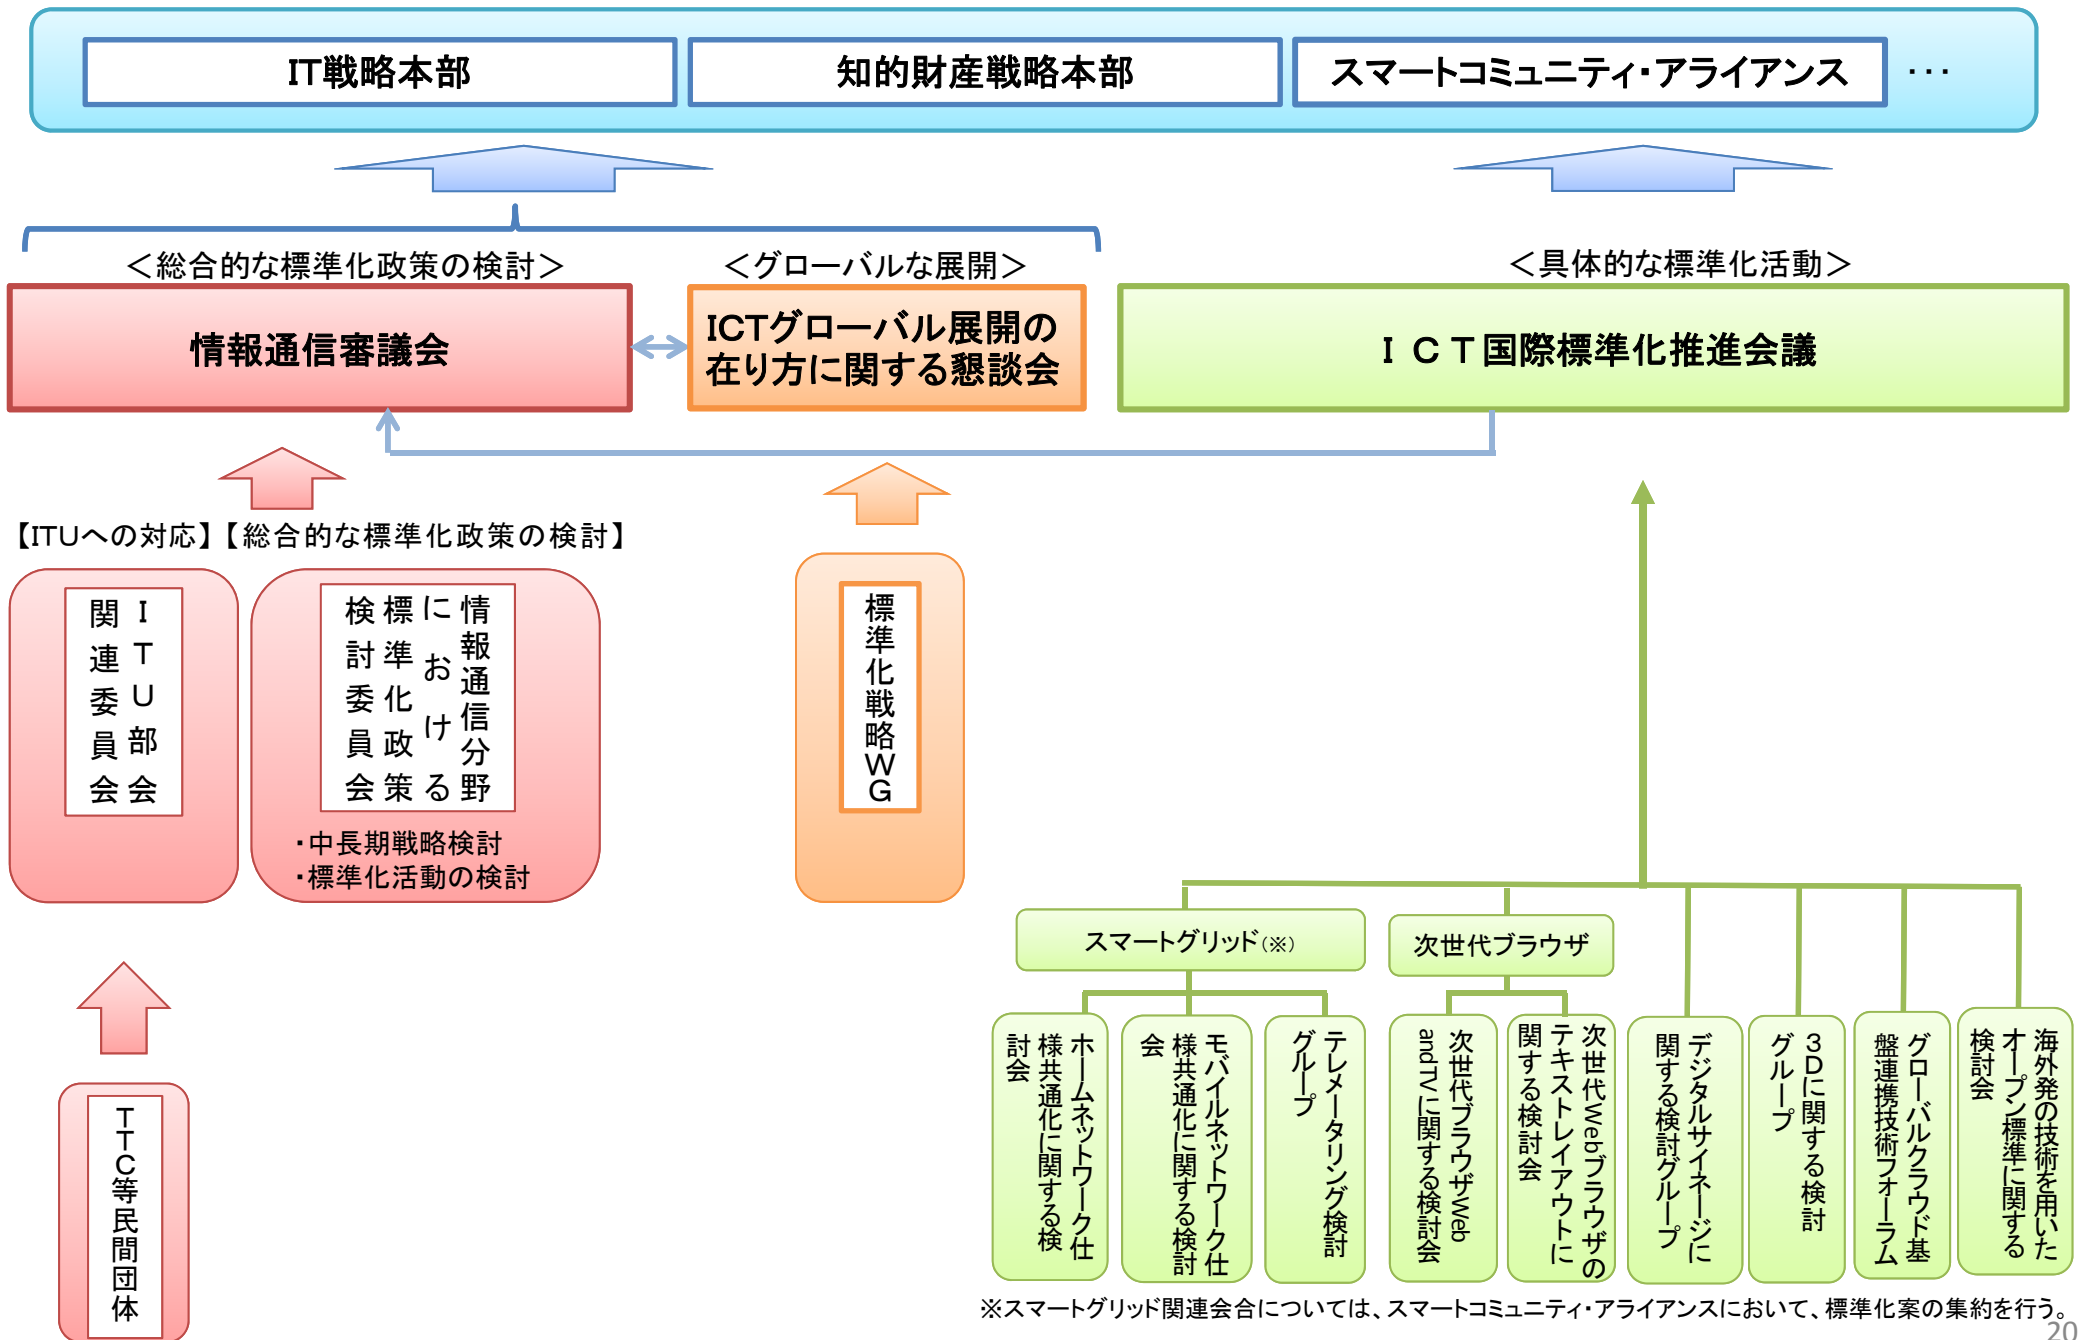 IT戦略本部
知的財産戦略本部
スマートコミュニティ・アライアンス
・・・
＜総合的な標準化政策の検討＞
＜グローバルな展開＞
＜具体的な標準化活動＞
情報通信審議会
ICTグローバル展開の
在り方に関する懇談会
ＩＣＴ国際標準化推進会議
【ITUへの対応】
【総合的な標準化政策の検討】
ＩＴＵ部会
関連委員会
情報通信分野
における
標準化政策
検討委員会
・中長期戦略検討
・標準化活動の検討
標準化戦略ＷＧ
ＴＴＣ等民間団体
スマートグリッド（※）
次世代ブラウザ
ホームネットワーク仕
様共通化に関する検
討会
モバイルネットワーク仕
様共通化に関する検討
会
テレメータリング検討
グループ
次世代ブラウザWeb
and TVに関する検討会
次世代Webブラウザの
テキストレイアウトに
関する検討会
デジタルサイネージに
関する検討グループ
３Ｄに関する検討
グループ
グローバルクラウド基
盤連携技術フォーラム
海外発の技術を用いた
オープン標準に関する
検討会
※スマートグリッド関連会合については、スマートコミュニティ・アライアンスにおいて、標準化案の集約を行う。
20